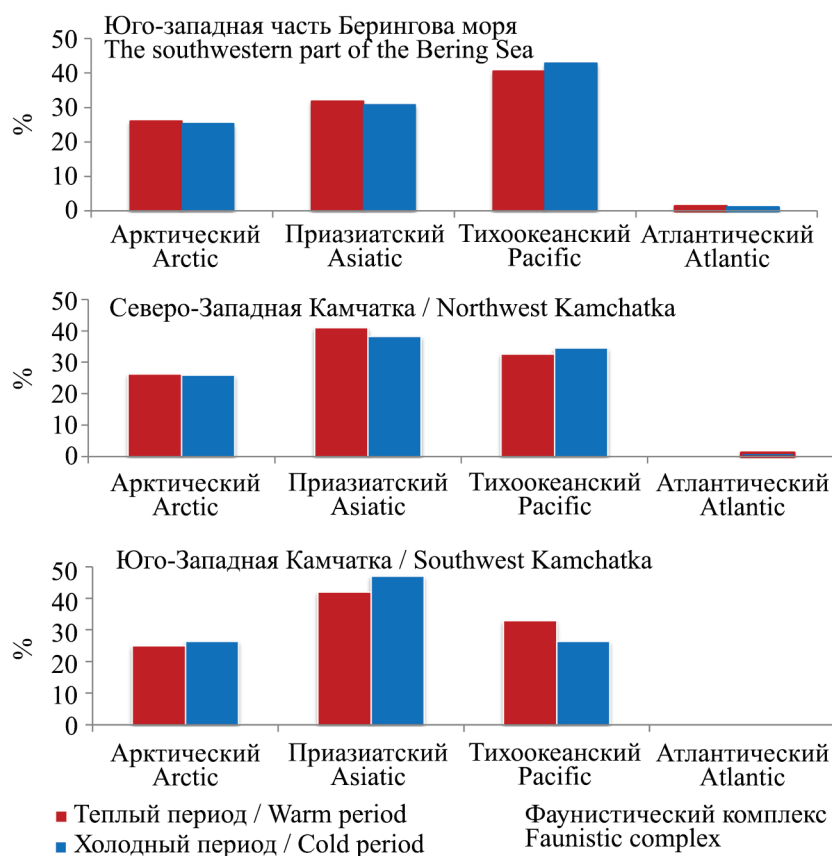 Юго-западная часть Берингова моря
The southwestern part of the Bering Sea
50
40
30
20
10
0
%
Арктический
Arctic
Приазиатский
Asiatic
Тихоокеанский
Pacific
Атлантический
Atlantic
Северо-Западная Камчатка / Northwest Kamchatka
50
40
30
20
10
0
%
Арктический
Arctic
Приазиатский
Asiatic
Тихоокеанский
Pacific
Атлантический
Atlantic
Юго-Западная Камчатка / Southwest Kamchatka
50
40
30
20
10
0
%
Арктический
Arctic
Приазиатский
Asiatic
Тихоокеанский
Pacific
Атлантический
Atlantic
Теплый период / Warm period
Холодный период / Cold period
Фаунистический комплекс
Faunistic complex